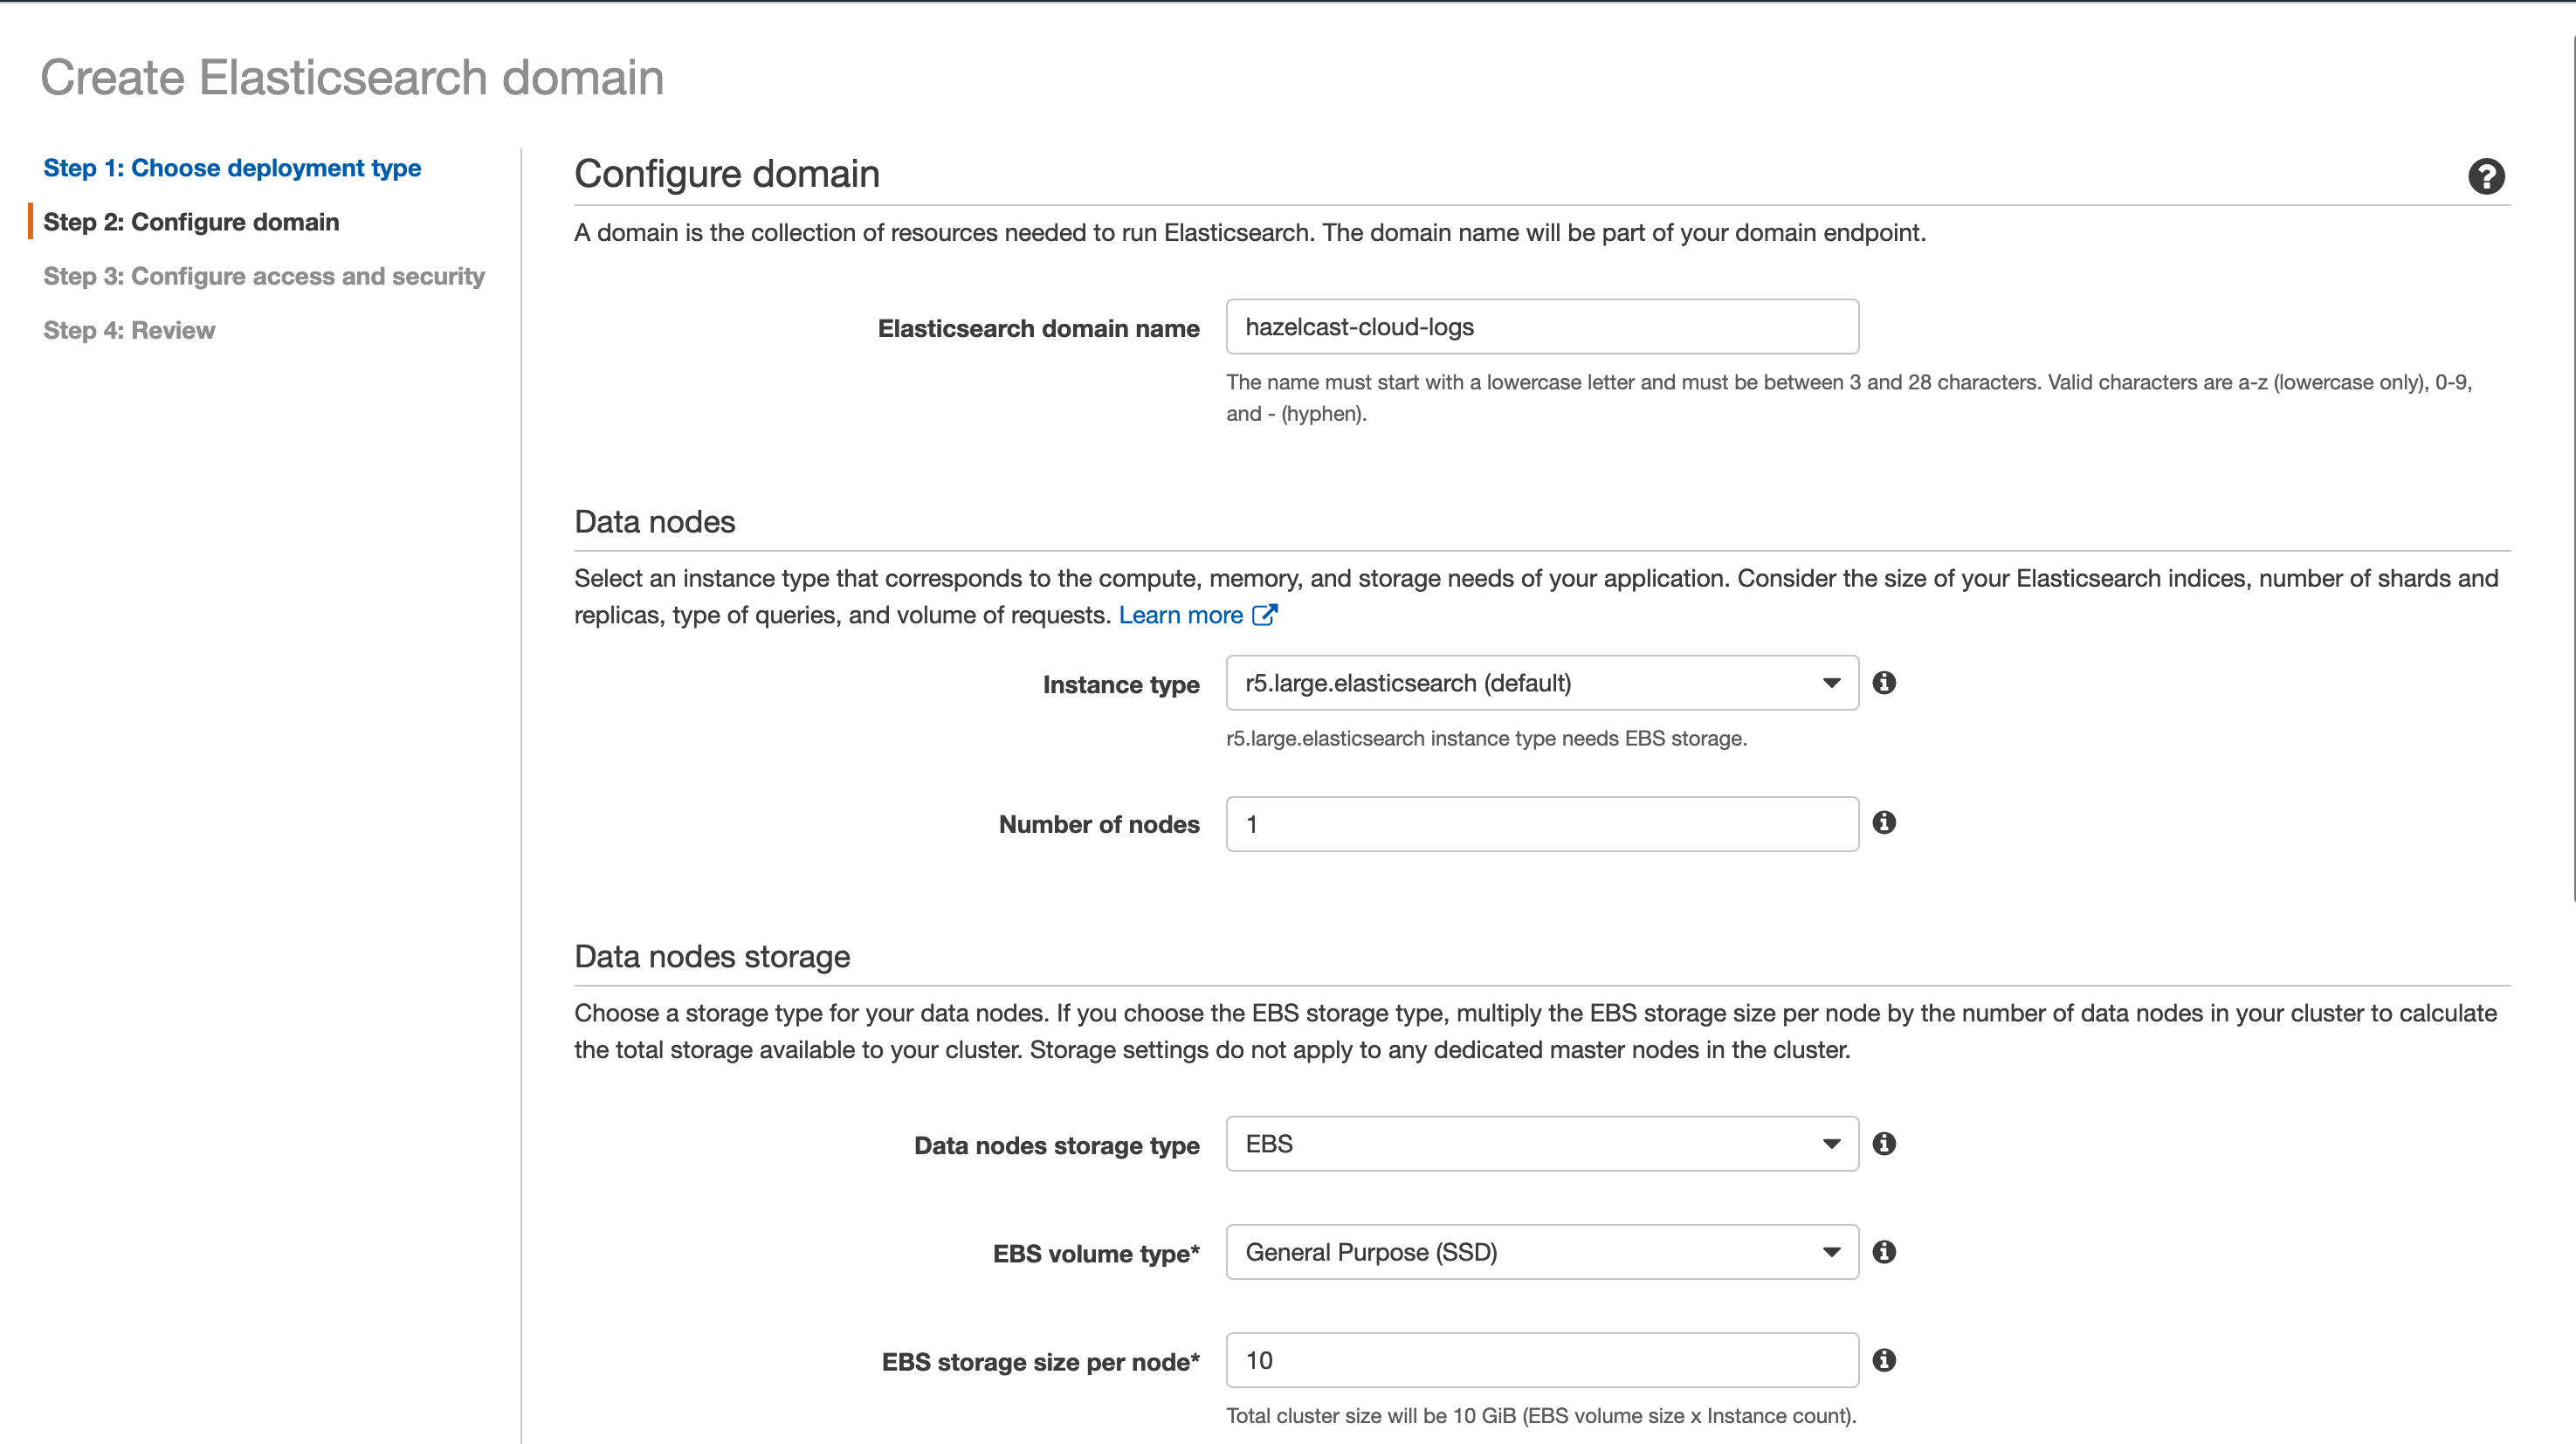 Create Elasticsearch domain
Step 1: Choose deployment type
Step 2: Configure domain
Step 3: Configure access and security
Step 4: Review
Configure domain
A domain is the collection of resources needed to run Elasticsearch. The domain name will be part of your domain endpoint.
Elasticsearch domain name
hazelcast-cloud-logs
The name must start with a lowercase letter and must be between 3 and 28 characters. Valid characters are a-z (lowercase only), 0-9,
and - (hyphen).
Data nodes
Select an instance type that corresponds to the compute, memory, and storage needs of your application. Consider the size of your Elasticsearch indices, number of shards and
replicas, type of queries, and volume of requests. Learn more
Instance type
r5.large.elasticsearch (default)
r5.large.elasticsearch instance type needs EBS storage.
Number of nodes
1
Data nodes storage
Choose a storage type for your data nodes. If you choose the EBS storage type, multiply the EBS storage size per node by the number of data nodes in your cluster to calculate
the total storage available to your cluster. Storage settings do not apply to any dedicated master nodes in the cluster.
Data nodes storage type
EBS
EBS volume type*
General Purpose (SSD)
EBS storage size per node*
10
Total cluster size will be 10 GiB (EBS volume size x Instance count).